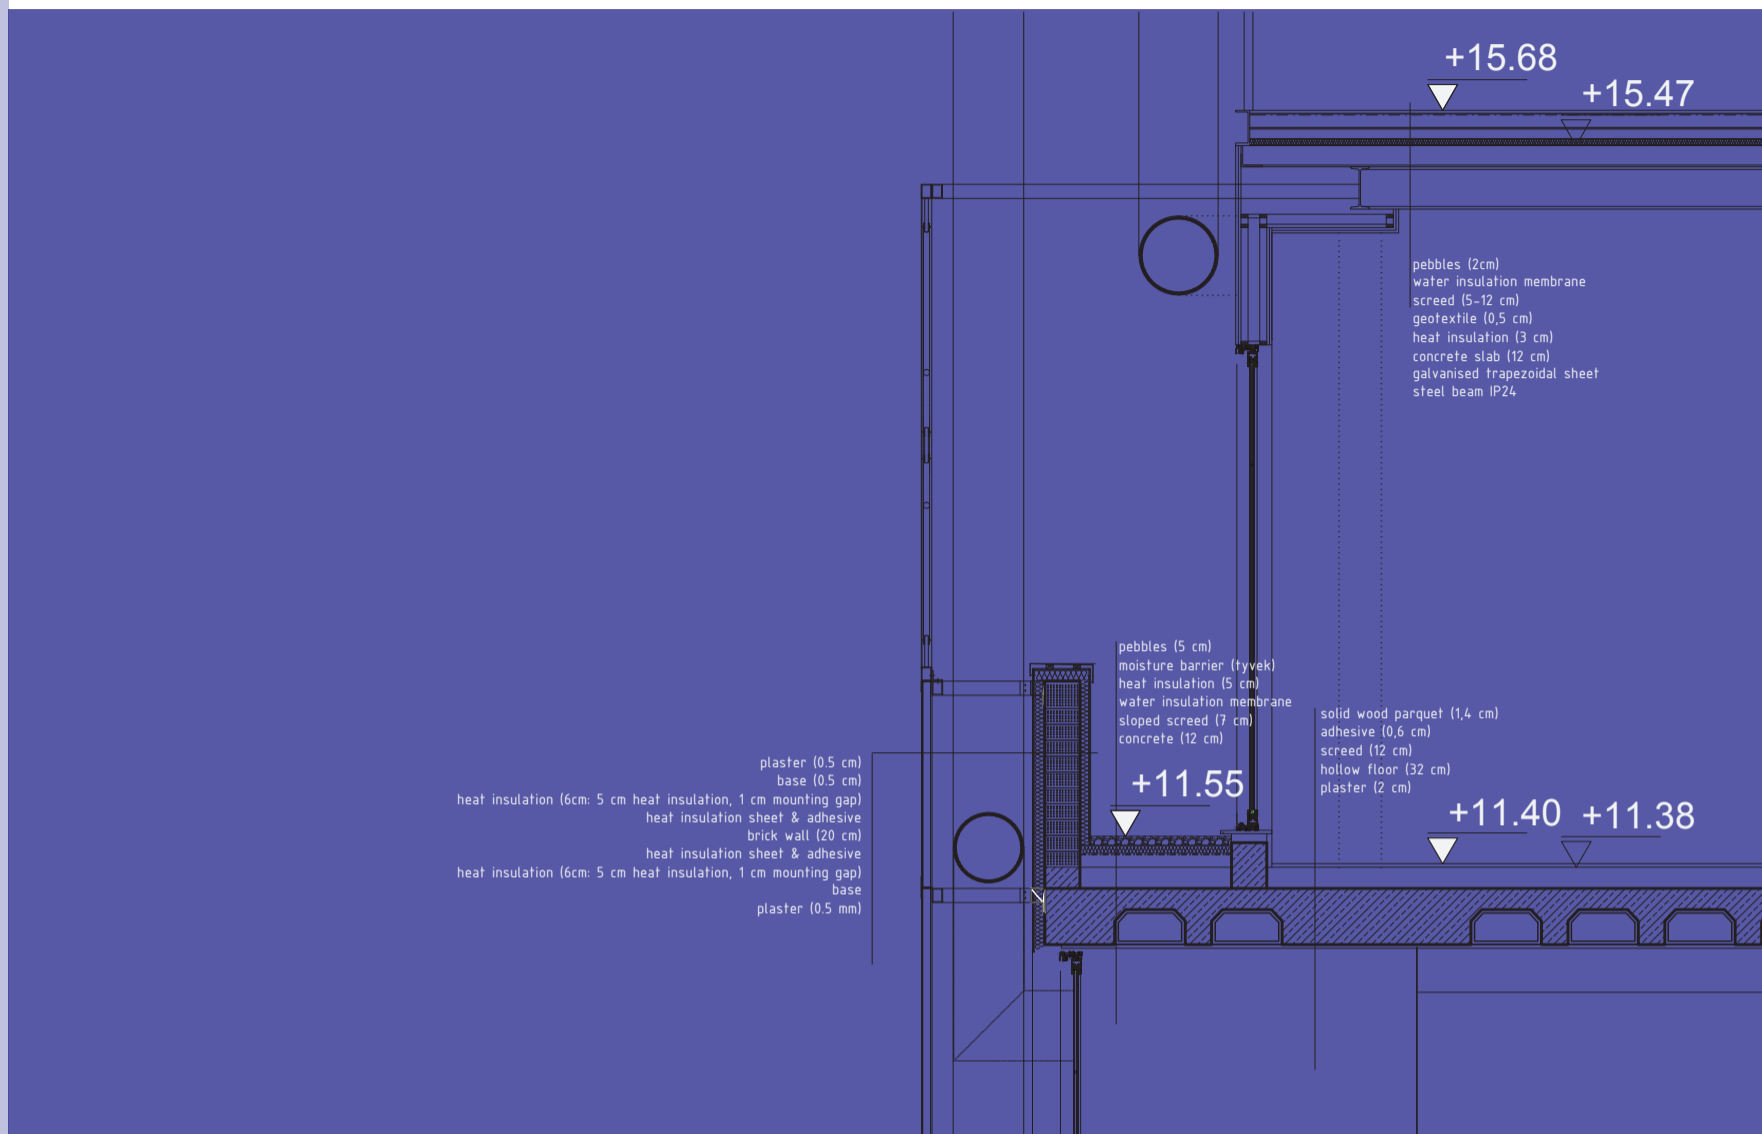 +15.68
+15.47
pebbles (2cm)
water insulation membrane
screed (5-12 cm)
geotextile (0,5 cm)
heat insulation (3 cm)
concrete slab (12 cm)
galvanised trapezoidal sheet
steel beam IP24
pebbles (5 cm)
moisture barrier (tyvek)
heat insulation (5 cm)
water insulation membrane
sloped screed (7 cm)
concrete (12 cm)
+11.55
solid wood parquet (1,4 cm)
adhesive (0,6 cm)
screed (12 cm)
hollow floor (32 cm)
plaster (2 cm)
+11.40
+11.38
plaster (0.5 cm)
base (0.5 cm)
heat insulation (6cm: 5 cm heat insulation, 1 cm mounting gap)
heat insulation sheet & adhesive
brick wall (20 cm)
heat insulation sheet & adhesive
heat insulation (6cm: 5 cm heat insulation, 1 cm mounting gap)
base
plaster (0.5 mm)